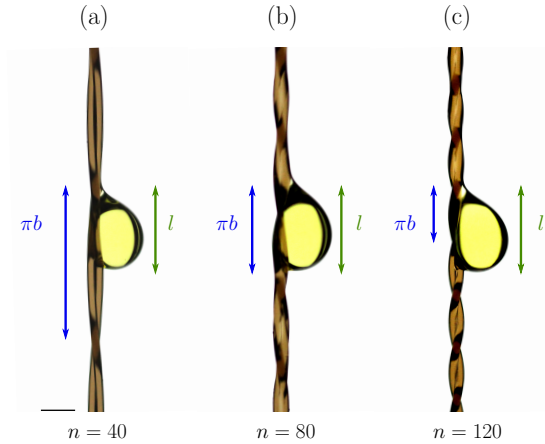 (a) (b) (c)
πb l πb l πb l
n = 40 n = 80 n = 120